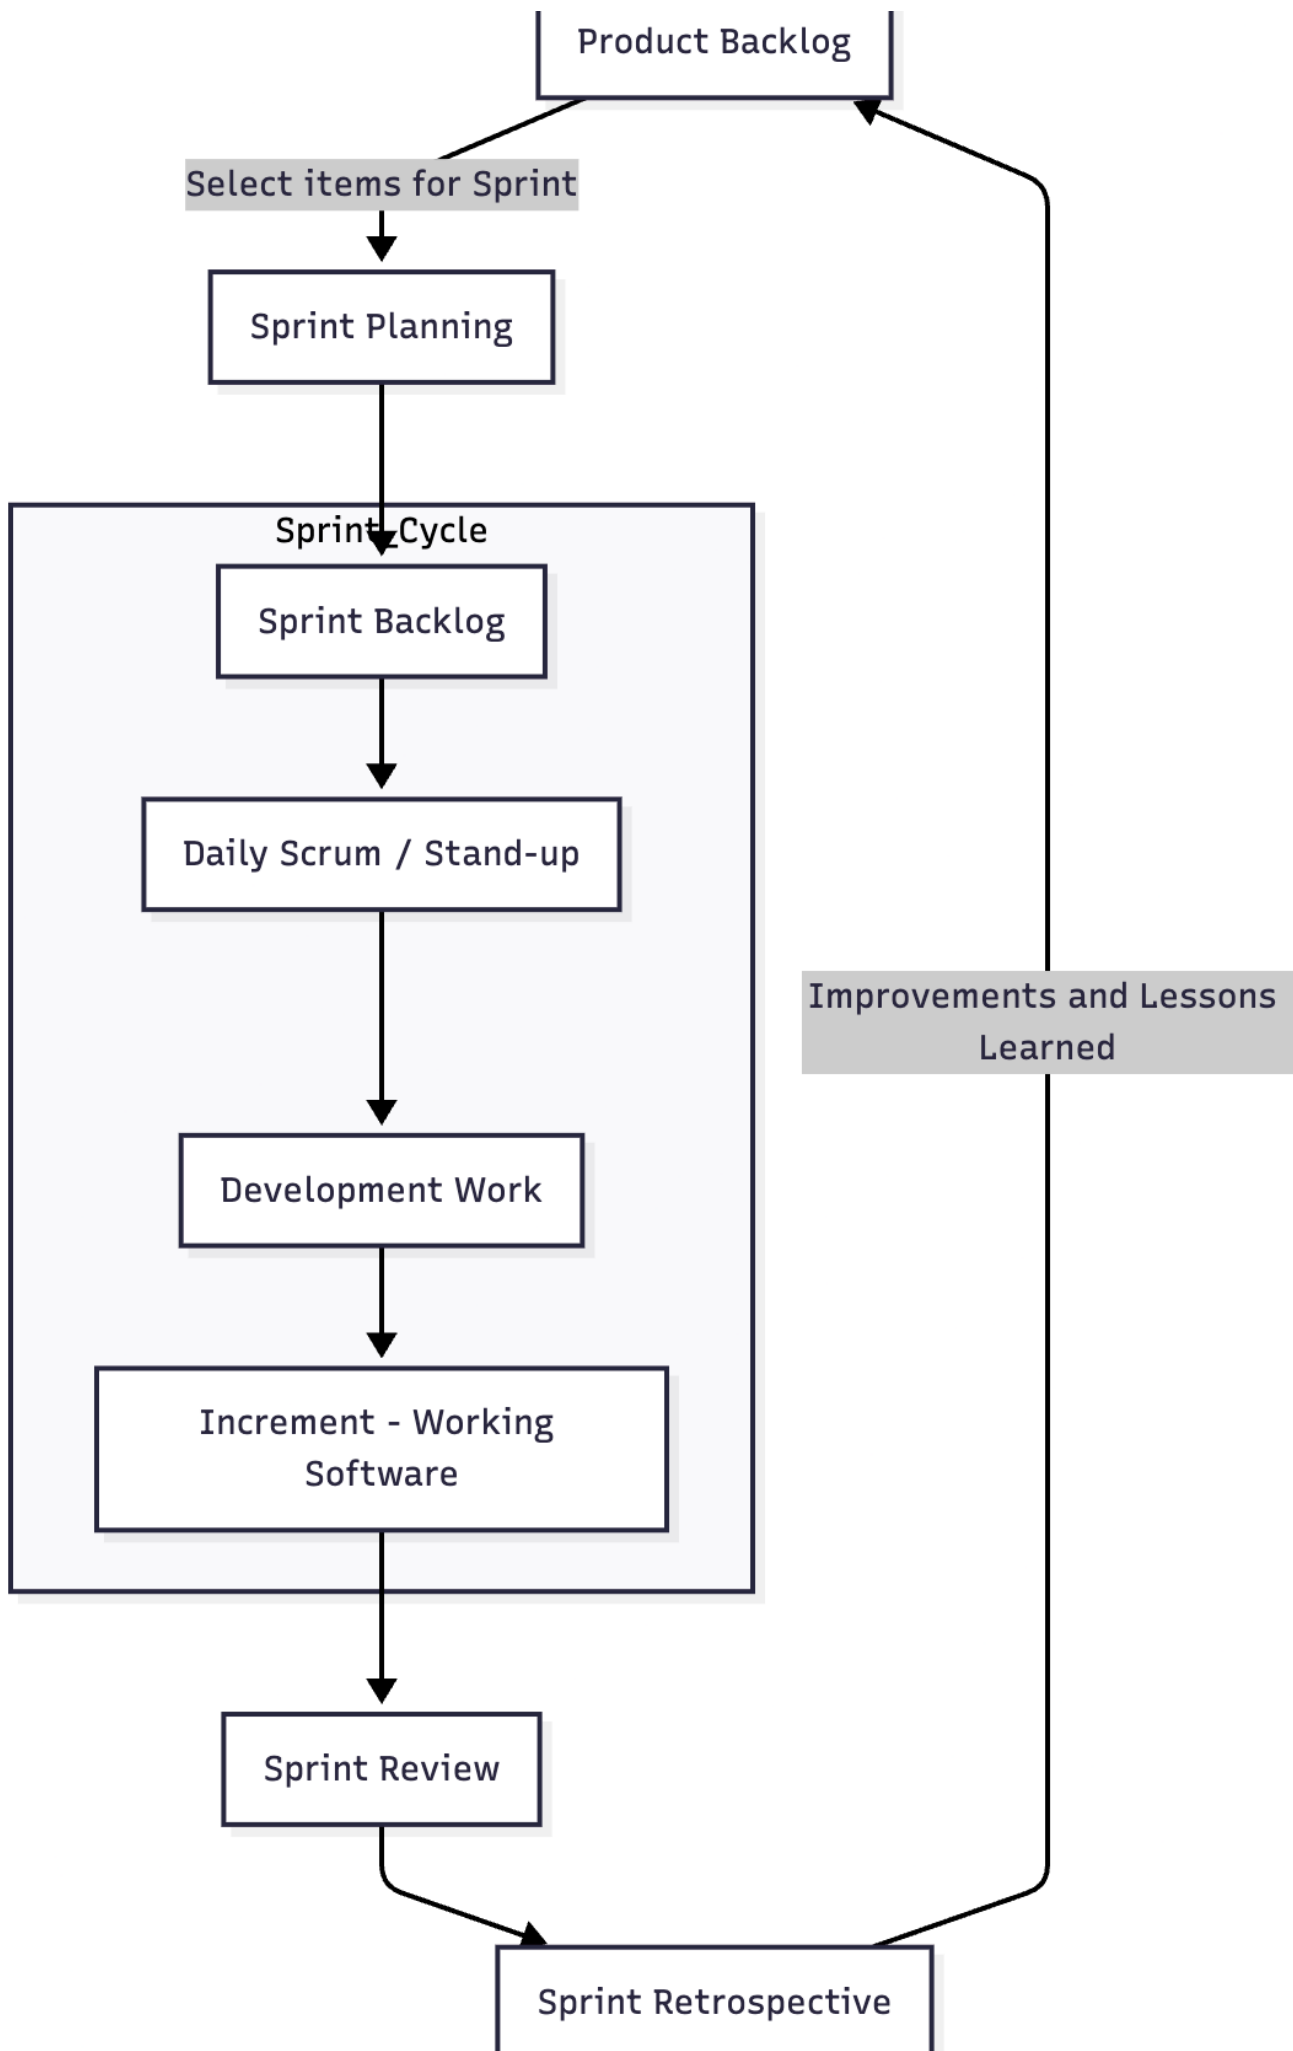 Product Backlog
Select items for Sprint
Sprint Planning
Sprint_Cycle
Sprint Backlog
Daily Scrum / Stand-up
Improvements and Lessons
Learned
Development Work
Increment - Working
Software
Sprint Review
Sprint Retrospective